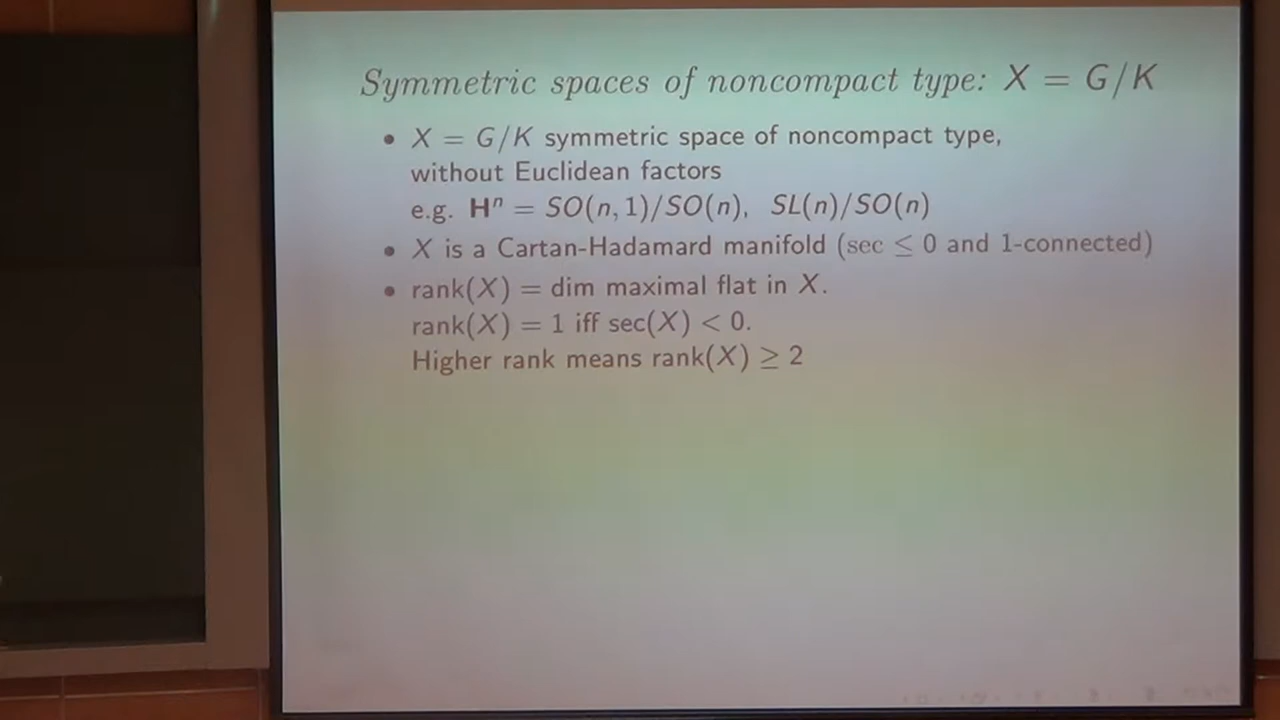 Symmetric spaces of noncompact type: X = G/K
• X = G/K symmetric space of noncompact type,
without Euclidean factors
e.g. Hⁿ = SO(n, 1)/SO(n), SL(n)/SO(n)
• X is a Cartan-Hadamard manifold (sec ≤ 0 and 1-connected)
• rank(X) = dim maximal flat in X.
rank(X) = 1 iff sec(X) < 0.
Higher rank means rank(X) ≥ 2